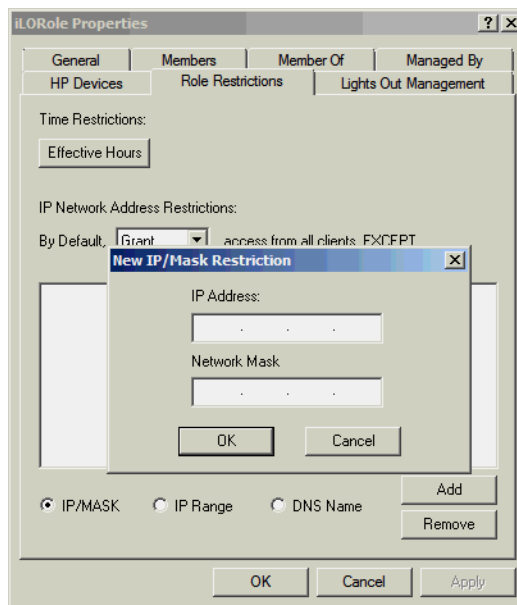 iLORole Properties
General Members Member Of Managed By
HP Devices Role Restrictions Lights Out Management
Time Restrictions:
Effective Hours
IP Network Address Restrictions:
By Default, Grant access from all clients EXCEPT
New IP/Mask Restriction
IP Address:
Network Mask
OK Cancel
IP/MASK IP Range DNS Name
Add
Remove
OK Cancel Apply